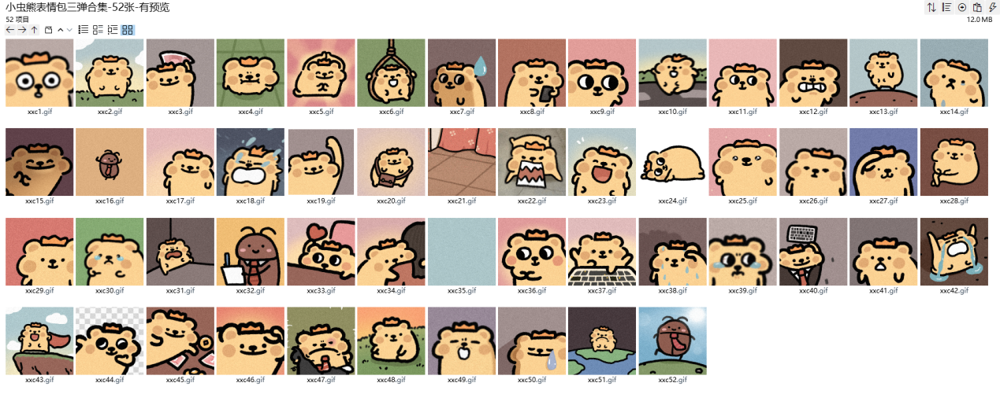 小虫熊表情包三弹合集-52张-有预览
52 项目
12.0 MB
xxc1.gif
xxc2.gif
xxc3.gif
xxc4.gif
xxc5.gif
xxc6.gif
xxc7.gif
xxc8.gif
xxc9.gif
xxc10.gif
xxc11.gif
xxc12.gif
xxc13.gif
xxc14.gif
xxc15.gif
xxc16.gif
xxc17.gif
xxc18.gif
xxc19.gif
xxc20.gif
xxc21.gif
xxc22.gif
xxc23.gif
xxc24.gif
xxc25.gif
xxc26.gif
xxc27.gif
xxc28.gif
xxc29.gif
xxc30.gif
xxc31.gif
xxc32.gif
xxc33.gif
xxc34.gif
xxc35.gif
xxc36.gif
xxc37.gif
xxc38.gif
xxc39.gif
xxc40.gif
xxc41.gif
xxc42.gif
xxc43.gif
xxc44.gif
xxc45.gif
xxc46.gif
xxc47.gif
xxc48.gif
xxc49.gif
xxc50.gif
xxc51.gif
xxc52.gif